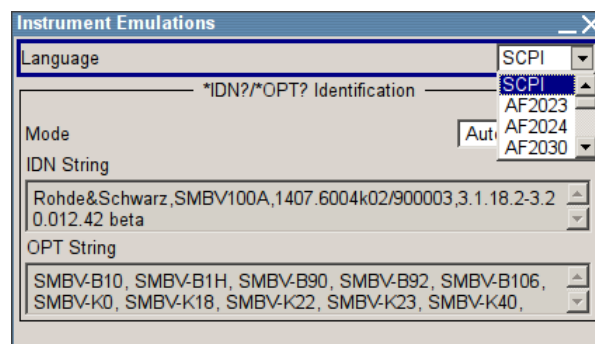 Instrument Emulations
Language SCPI
SCPI
*IDN?/*OPT? Identification
AF2023
AF2024
Mode Aut
AF2030
IDN String
Rohde&Schwarz,SMBV100A,1407.6004k02/900003,3.1.18.2-3.2
0.012.42 beta
OPT String
SMBV-B10, SMBV-B1H, SMBV-B90, SMBV-B92, SMBV-B106,
SMBV-K0, SMBV-K18, SMBV-K22, SMBV-K23, SMBV-K40,